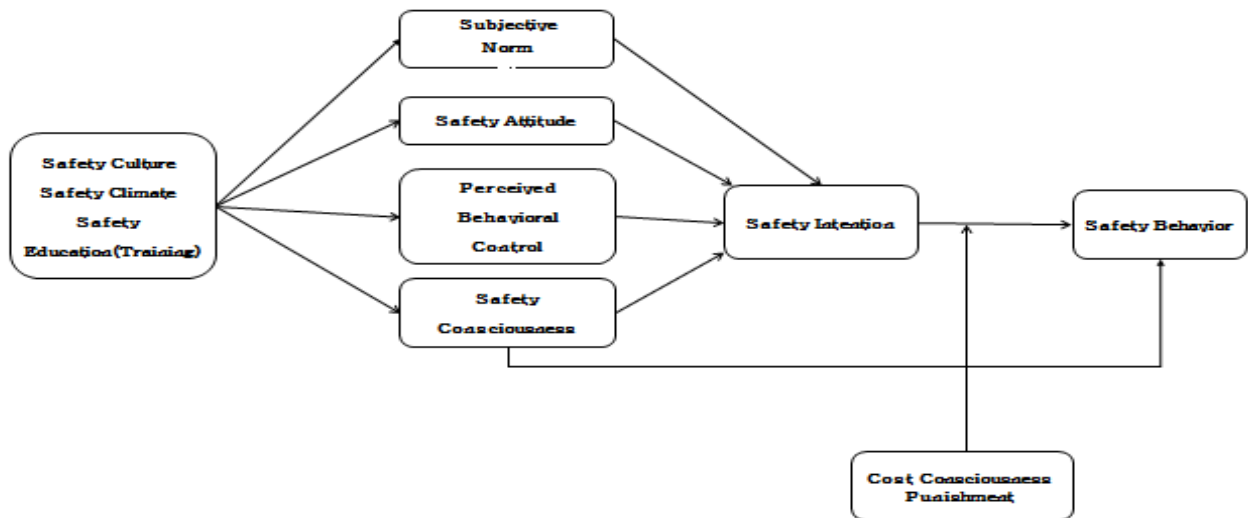 Subjective
Norm
Safety Attitude
Safety Culture
Safety Climate
Safety
Education(Training)
Perceived
Behavioral
Control
Safety Intention
Safety Behavior
Safety
Consciousness
Cost Consciousness
Punishment